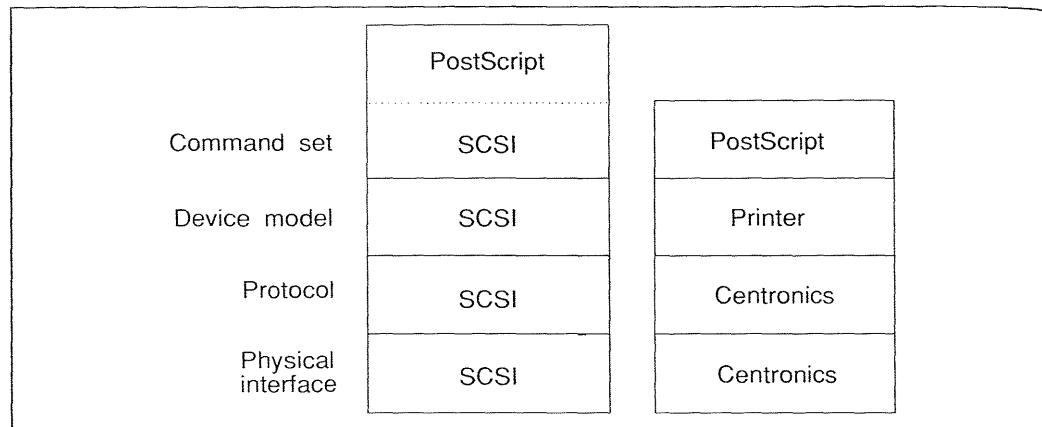 PostScript
Command set SCSI PostScript
Device model SCSI Printer
Protocol SCSI Centronics
Physical
interface SCSI Centronics